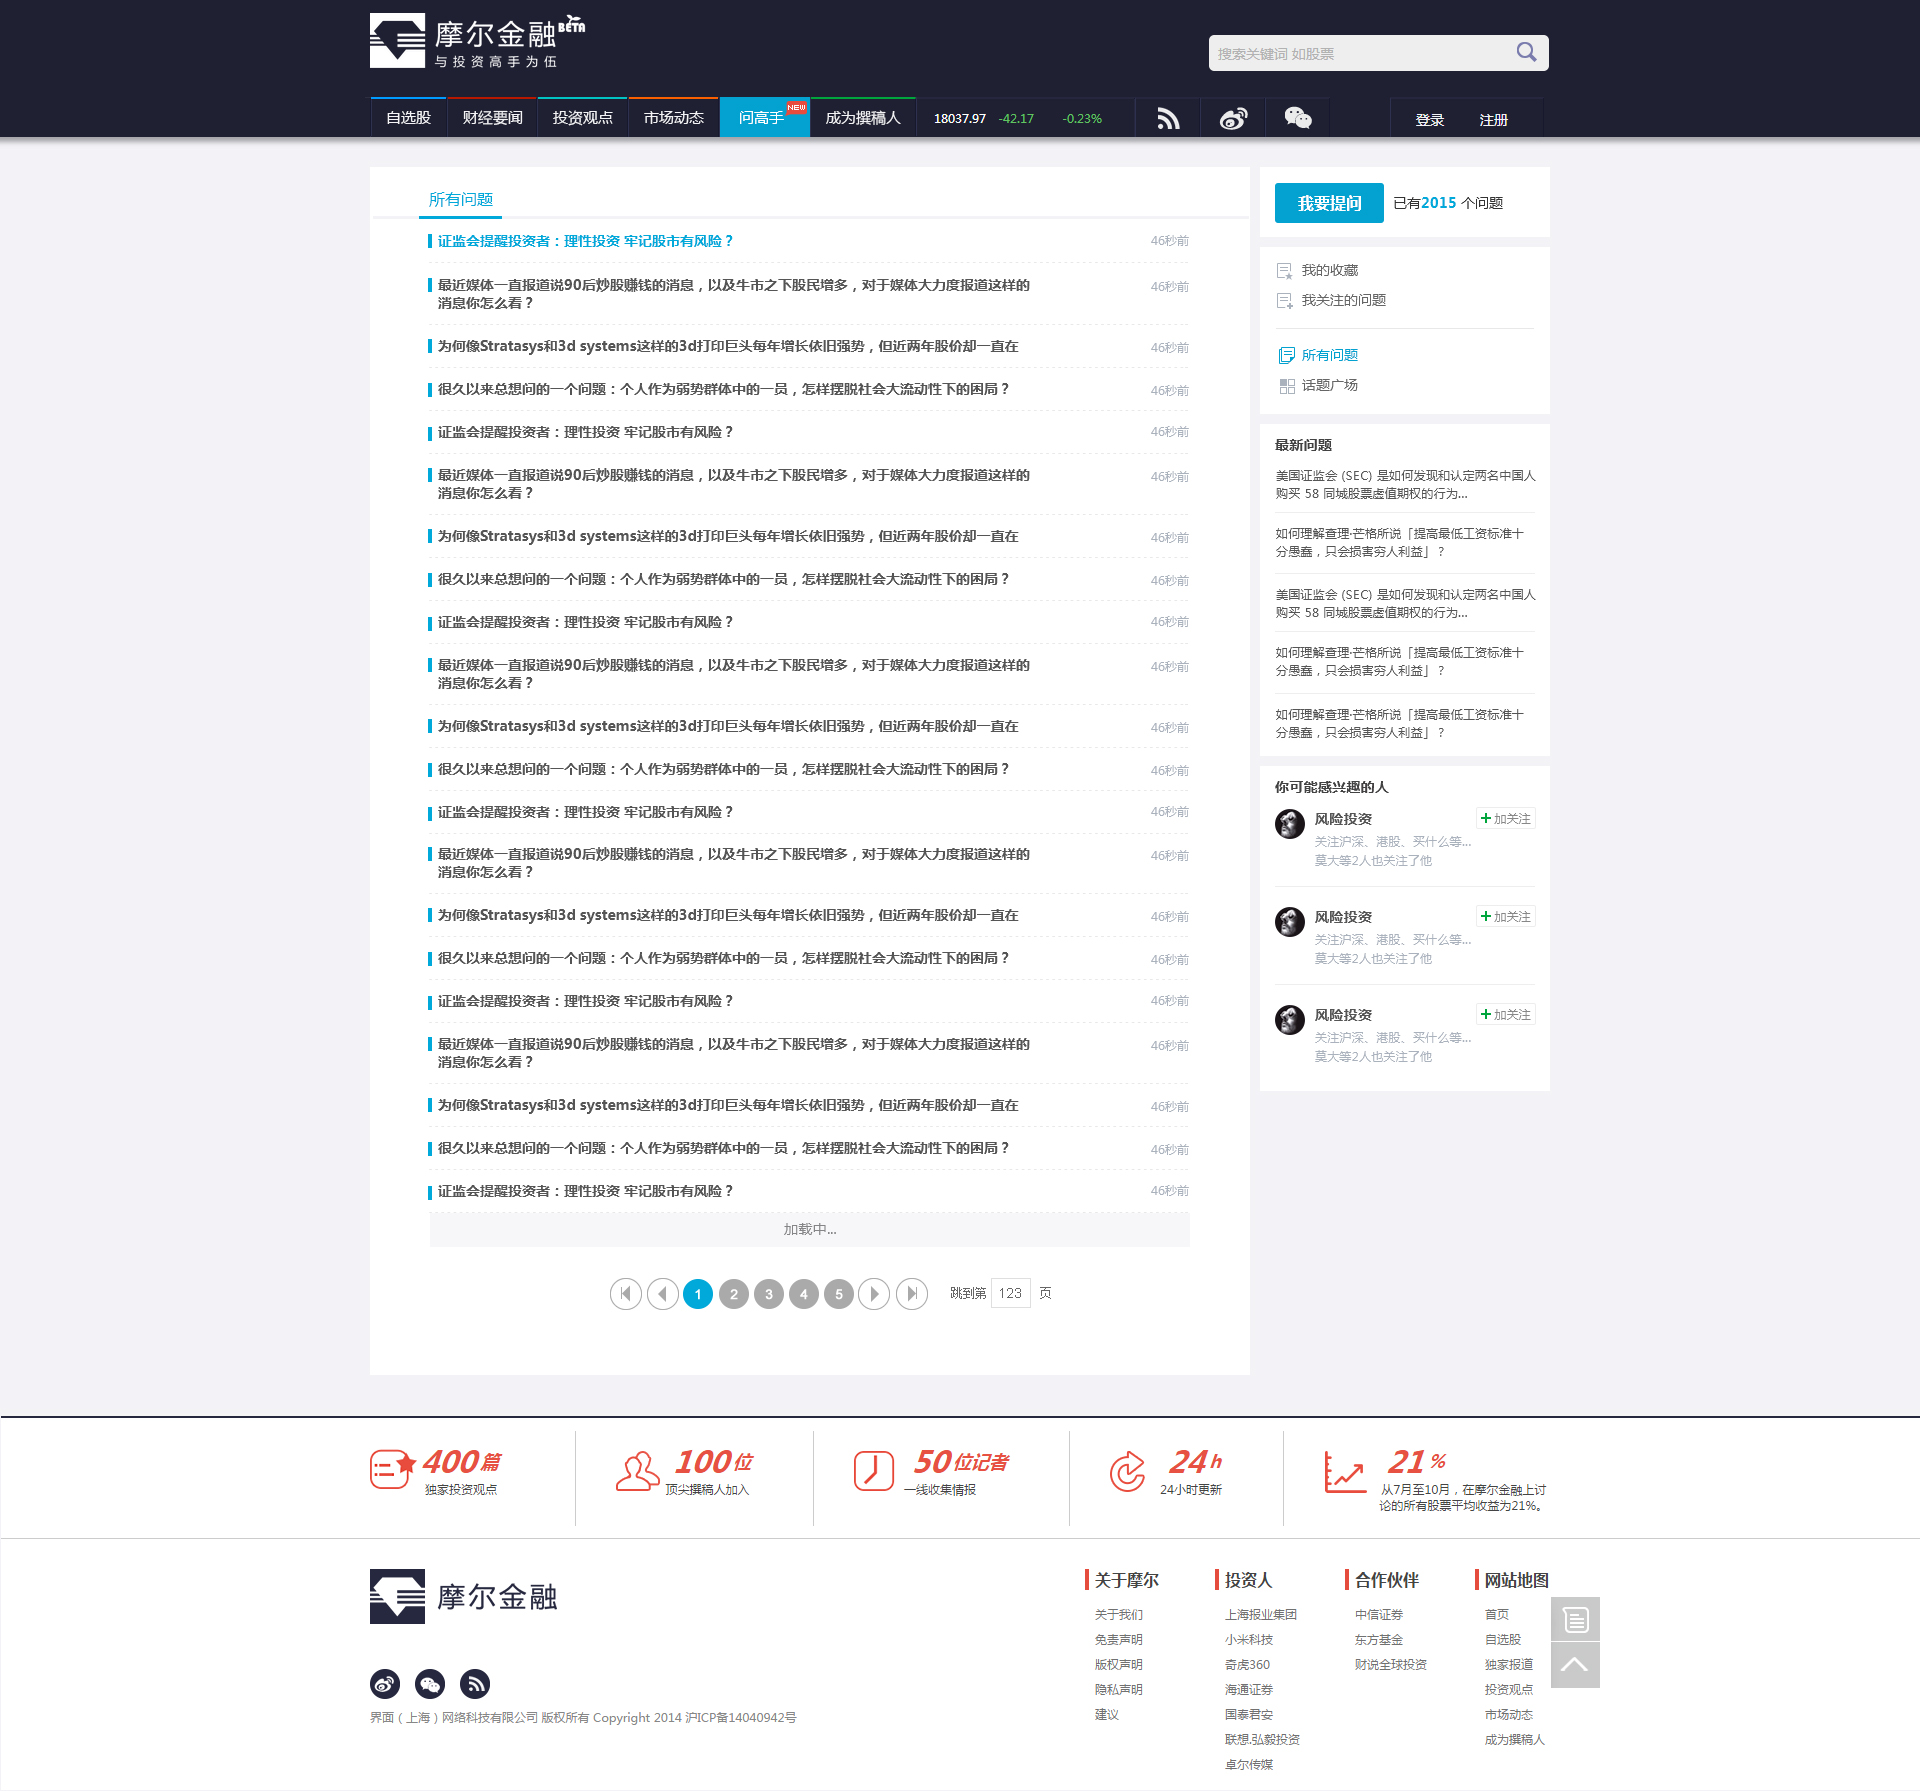 摩尔金融BETA
与投资高手为伍
搜索关键词 如股票
自选股
财经要闻
投资观点
市场动态
问高手
NEW
成为撰稿人
18037.97 -42.17 -0.23%
登录
注册
所有问题
证监会提醒投资者：理性投资 牢记股市有风险？ 46秒前
最近媒体一直报道说90后炒股赚钱的消息，以及牛市之下股民增多，对于媒体大力度报道这样的 46秒前
消息你怎么看？
为何像Stratasys和3d systems这样的3d打印巨头每年增长依旧强势，但近两年股价却一直在 46秒前
很久以来总想问的一个问题：个人作为弱势群体中的一员，怎样摆脱社会大流动性下的困局？ 46秒前
证监会提醒投资者：理性投资 牢记股市有风险？ 46秒前
最近媒体一直报道说90后炒股赚钱的消息，以及牛市之下股民增多，对于媒体大力度报道这样的 46秒前
消息你怎么看？
为何像Stratasys和3d systems这样的3d打印巨头每年增长依旧强势，但近两年股价却一直在 46秒前
很久以来总想问的一个问题：个人作为弱势群体中的一员，怎样摆脱社会大流动性下的困局？ 46秒前
证监会提醒投资者：理性投资 牢记股市有风险？ 46秒前
最近媒体一直报道说90后炒股赚钱的消息，以及牛市之下股民增多，对于媒体大力度报道这样的 46秒前
消息你怎么看？
为何像Stratasys和3d systems这样的3d打印巨头每年增长依旧强势，但近两年股价却一直在 46秒前
很久以来总想问的一个问题：个人作为弱势群体中的一员，怎样摆脱社会大流动性下的困局？ 46秒前
证监会提醒投资者：理性投资 牢记股市有风险？ 46秒前
最近媒体一直报道说90后炒股赚钱的消息，以及牛市之下股民增多，对于媒体大力度报道这样的 46秒前
消息你怎么看？
为何像Stratasys和3d systems这样的3d打印巨头每年增长依旧强势，但近两年股价却一直在 46秒前
很久以来总想问的一个问题：个人作为弱势群体中的一员，怎样摆脱社会大流动性下的困局？ 46秒前
证监会提醒投资者：理性投资 牢记股市有风险？ 46秒前
最近媒体一直报道说90后炒股赚钱的消息，以及牛市之下股民增多，对于媒体大力度报道这样的 46秒前
消息你怎么看？
为何像Stratasys和3d systems这样的3d打印巨头每年增长依旧强势，但近两年股价却一直在 46秒前
很久以来总想问的一个问题：个人作为弱势群体中的一员，怎样摆脱社会大流动性下的困局？ 46秒前
证监会提醒投资者：理性投资 牢记股市有风险？ 46秒前
加载中...
1 2 3 4 5 跳到第 123 页
我要提问 已有2015 个问题
我的收藏
我关注的问题
所有问题
话题广场
最新问题
美国证监会 (SEC) 是如何发现和认定两名中国人
购买 58 同城股票虚值期权的行为...
如何理解查理·芒格所说「提高最低工资标准十
分愚蠢，只会损害穷人利益」？
美国证监会 (SEC) 是如何发现和认定两名中国人
购买 58 同城股票虚值期权的行为...
如何理解查理·芒格所说「提高最低工资标准十
分愚蠢，只会损害穷人利益」？
如何理解查理·芒格所说「提高最低工资标准十
分愚蠢，只会损害穷人利益」？
你可能感兴趣的人
风险投资 加关注
关注沪深、港股、买什么等...
莫大等2人也关注了他
风险投资 加关注
关注沪深、港股、买什么等...
莫大等2人也关注了他
风险投资 加关注
关注沪深、港股、买什么等...
莫大等2人也关注了他
400篇
独家投资观点
100位
顶尖撰稿人加入
50位记者
一线收集情报
24h
24小时更新
21%
从7月至10月，在摩尔金融上讨
论的所有股票平均收益为21%。
摩尔金融
界面（上海）网络科技有限公司 版权所有 Copyright 2014 沪ICP备14040942号
关于摩尔
关于我们
免责声明
版权声明
隐私声明
建议
投资人
上海报业集团
小米科技
奇虎360
海通证券
国泰君安
联想.弘毅投资
卓尔传媒
合作伙伴
中信证券
东方基金
财说全球投资
网站地图
首页
自选股
独家报道
投资观点
市场动态
成为撰稿人